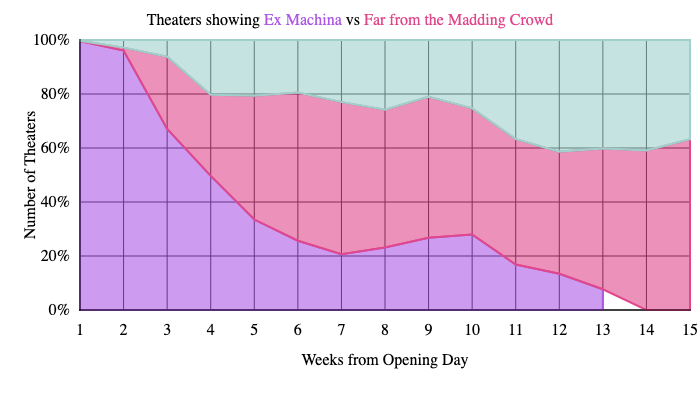 Theaters showing Ex Machina vs Far from the Madding Crowd
100%
80%
60%
40%
20%
0%
Number of Theaters
1 2 3 4 5 6 7 8 9 10 11 12 13 14 15
Weeks from Opening Day